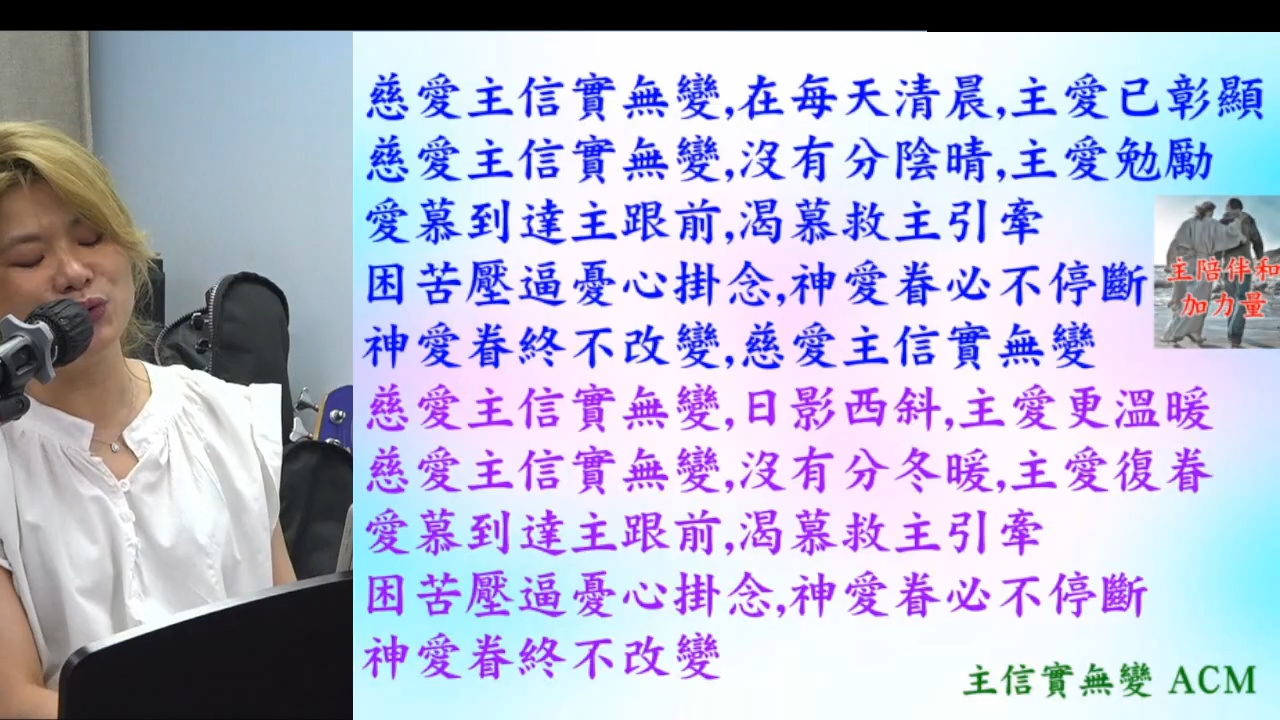 慈愛主信實無變,在每天清晨,主愛已彰顯
慈愛主信實無變,沒有分陰晴,主愛勉勵
愛慕到達主跟前,渴慕救主引牽
困苦壓逼憂心掛念,神愛眷必不停斷
神愛眷終不改變,慈愛主信實無變
慈愛主信實無變,日影西斜,主愛更溫暖
慈愛主信實無變,沒有分冬暖,主愛復眷
愛慕到達主跟前,渴慕救主引牽
困苦壓逼憂心掛念,神愛眷必不停斷
神愛眷終不改變
主陪伴和
加力量
主信實無變 ACM